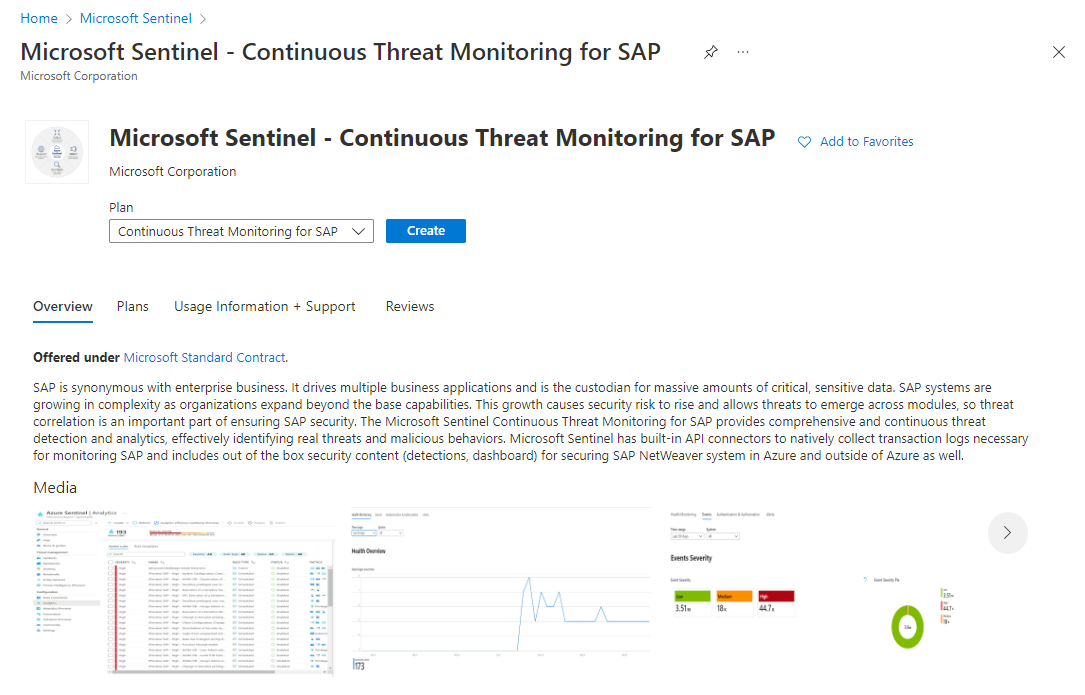 Home > Microsoft Sentinel >
Microsoft Sentinel - Continuous Threat Monitoring for SAP
Microsoft Corporation
Microsoft Sentinel - Continuous Threat Monitoring for SAP
Add to Favorites
Microsoft Corporation
Plan
Continuous Threat Monitoring for SAP
Create
Overview Plans Usage Information + Support Reviews
Offered under Microsoft Standard Contract.
SAP is synonymous with enterprise business. It drives multiple business applications and is the custodian for massive amounts of critical, sensitive data. SAP systems are
growing in complexity as organizations expand beyond the base capabilities. This growth causes security risk to rise and allows threats to emerge across modules, so threat
correlation is an important part of ensuring SAP security. The Microsoft Sentinel Continuous Threat Monitoring for SAP provides comprehensive and continuous threat
detection and analytics, effectively identifying real threats and malicious behaviors. Microsoft Sentinel has built-in API connectors to natively collect transaction logs necessary
for monitoring SAP and includes out of the box security content (detections, dashboard) for securing SAP NetWeaver system in Azure and outside of Azure as well.
Media
Azure Sentinel | Analytics
193
Health Overview
173
Events Severity
Low Medium High
3.51 18 44.7